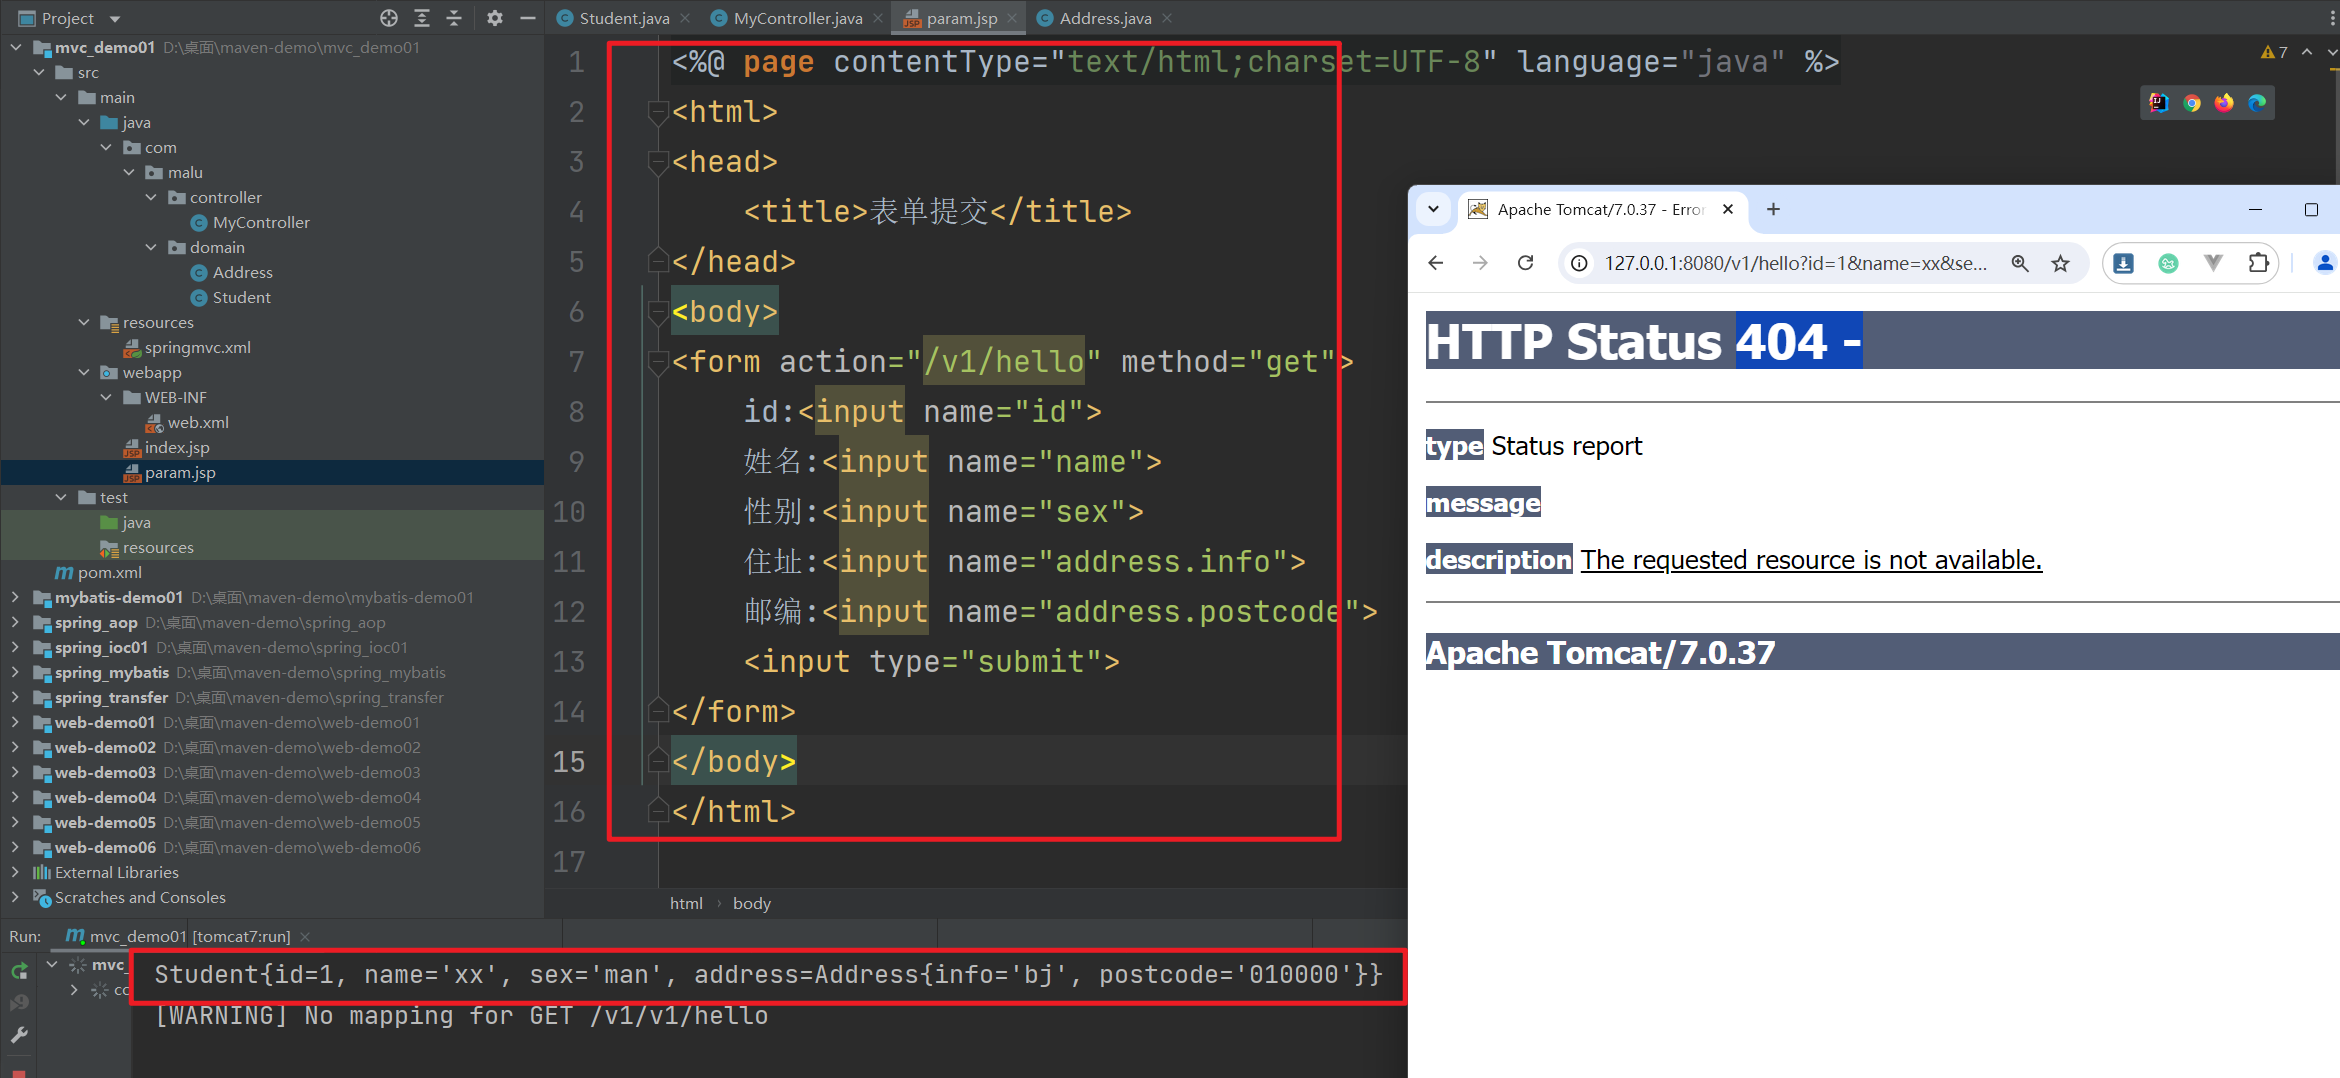 Project
Student.java
MyController.java
param.jsp
Address.java
mvc_demo01 D:\桌面\maven-demo\mvc_demo01
src
main
java
com
malu
controller
MyController
domain
Address
Student
resources
springmvc.xml
webapp
WEB-INF
web.xml
index.jsp
param.jsp
test
java
resources
pom.xml
mybatis-demo01 D:\桌面\maven-demo\mybatis-demo01
spring_aop D:\桌面\maven-demo\spring_aop
spring_ioc01 D:\桌面\maven-demo\spring_ioc01
spring_mybatis D:\桌面\maven-demo\spring_mybatis
spring_transfer D:\桌面\maven-demo\spring_transfer
web-demo01 D:\桌面\maven-demo\web-demo01
web-demo02 D:\桌面\maven-demo\web-demo02
web-demo03 D:\桌面\maven-demo\web-demo03
web-demo04 D:\桌面\maven-demo\web-demo04
web-demo05 D:\桌面\maven-demo\web-demo05
web-demo06 D:\桌面\maven-demo\web-demo06
External Libraries
Scratches and Consoles
1 <%@ page contentType="text/html;charset=UTF-8" language="java" %>
2 <html>
3 <head>
4 <title>表单提交</title>
5 </head>
6 <body>
7 <form action="/v1/hello" method="get">
8 id:<input name="id">
9 姓名:<input name="name">
10 性别:<input name="sex">
11 住址:<input name="address.info">
12 邮编:<input name="address.postcode">
13 <input type="submit">
14 </form>
15 </body>
16 </html>
17
7
html › body
Apache Tomcat/7.0.37 - Error
127.0.0.1:8080/v1/hello?id=1&name=xx&se...
HTTP Status 404 -
type Status report
message
description The requested resource is not available.
Apache Tomcat/7.0.37
Run: mvc_demo01 [tomcat7:run]
mvc_
cc
Student{id=1, name='xx', sex='man', address=Address{info='bj', postcode='010000'}}
[WARNING] No mapping for GET /v1/v1/hello